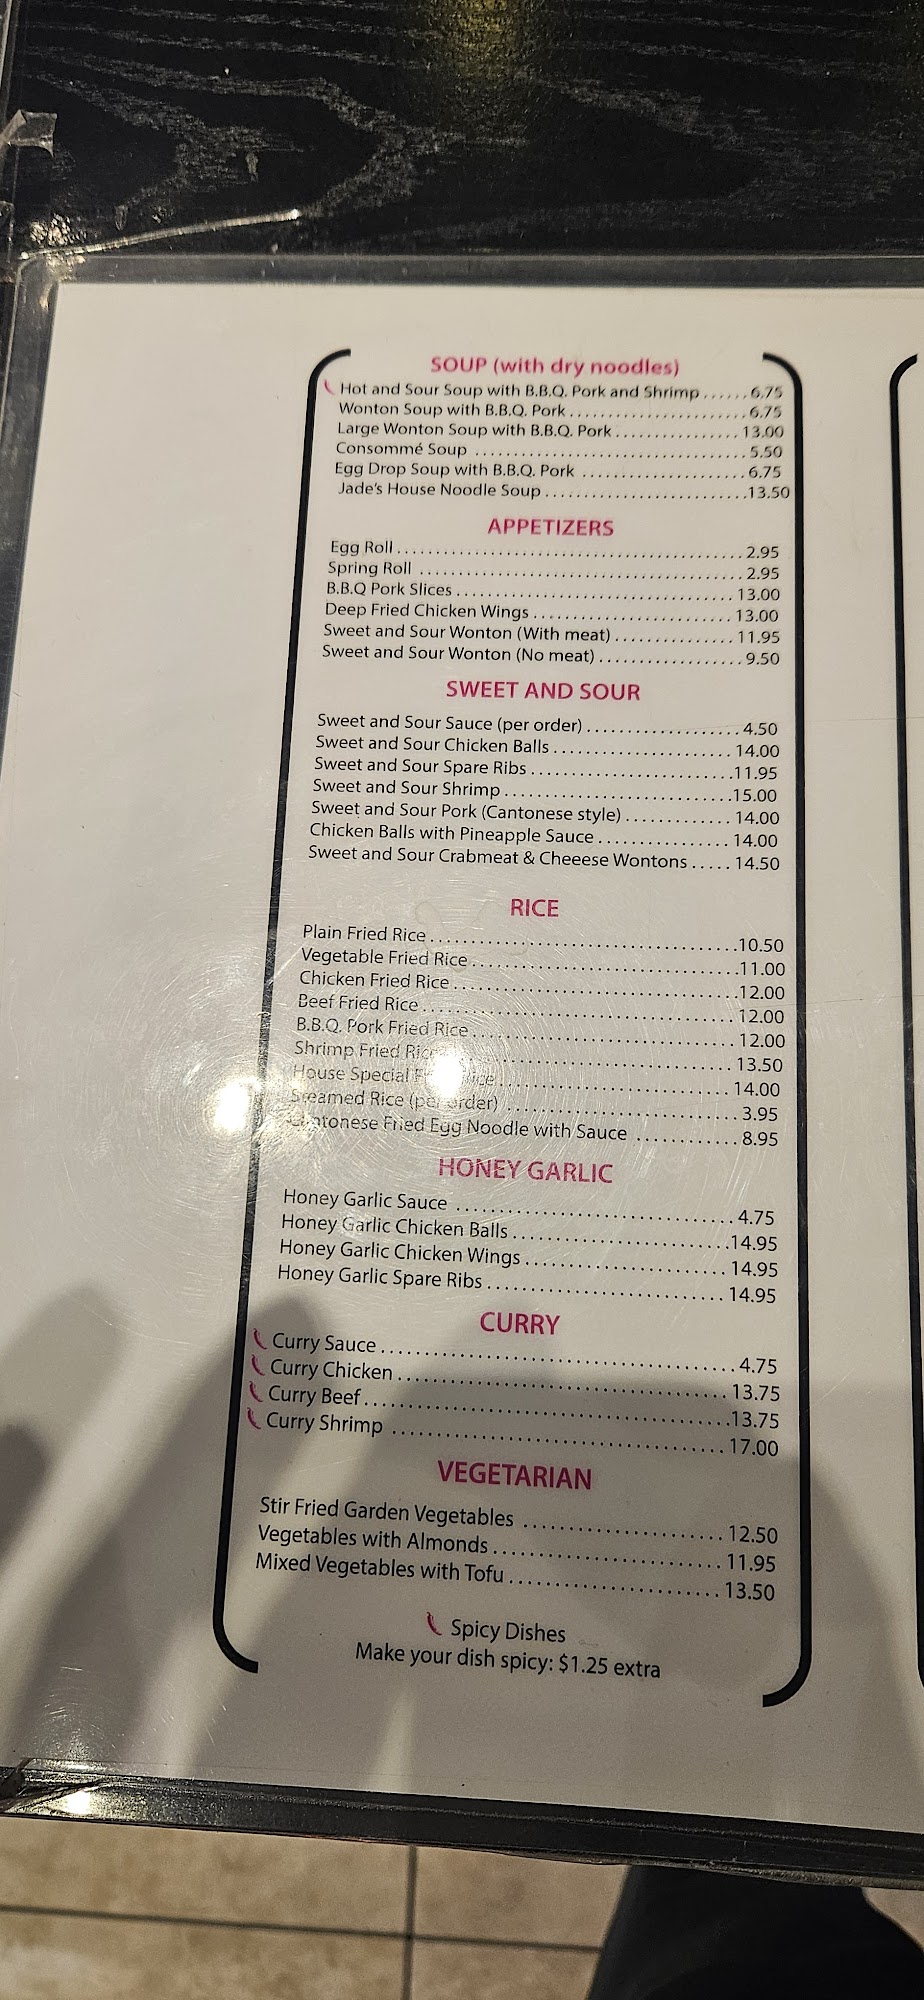 SOUP (with dry noodles)
Hot and Sour Soup with B.B.Q. Pork and Shrimp ...... 6.75
Wonton Soup with B.B.Q. Pork ........................ 6.75
Large Wonton Soup with B.B.Q. Pork ................. 13.00
Consommé Soup ..................................... 5.50
Egg Drop Soup with B.B.Q. Pork ...................... 6.75
Jade's House Noodle Soup ........................... 13.50
APPETIZERS
Egg Roll ............................................... 2.95
Spring Roll ............................................ 2.95
B.B.Q Pork Slices ..................................... 13.00
Deep Fried Chicken Wings ........................... 13.00
Sweet and Sour Wonton (With meat) ............... 11.95
Sweet and Sour Wonton (No meat) ................... 9.50
SWEET AND SOUR
Sweet and Sour Sauce (per order) .................... 4.50
Sweet and Sour Chicken Balls ....................... 14.00
Sweet and Sour Spare Ribs .......................... 11.95
Sweet and Sour Shrimp ............................. 15.00
Sweet and Sour Pork (Cantonese style) ............. 14.00
Chicken Balls with Pineapple Sauce ................. 14.00
Sweet and Sour Crabmeat & Cheeese Wontons ..... 14.50
RICE
Plain Fried Rice ....................................... 10.50
Vegetable Fried Rice .................................. 11.00
Chicken Fried Rice .................................... 12.00
Beef Fried Rice ........................................ 12.00
B.B.Q. Pork Fried Rice ................................. 12.00
Shrimp Fried Rice ..................................... 13.50
House Special Fried Rice .............................. 14.00
Steamed Rice (per order) ............................. 3.95
Cantonese Fried Egg Noodle with Sauce ............ 8.95
HONEY GARLIC
Honey Garlic Sauce ................................... 4.75
Honey Garlic Chicken Balls ........................... 14.95
Honey Garlic Chicken Wings ......................... 14.95
Honey Garlic Spare Ribs .............................. 14.95
CURRY
Curry Sauce ............................................ 4.75
Curry Chicken ......................................... 13.75
Curry Beef ............................................. 13.75
Curry Shrimp .......................................... 17.00
VEGETARIAN
Stir Fried Garden Vegetables ........................ 12.50
Vegetables with Almonds ............................ 11.95
Mixed Vegetables with Tofu .......................... 13.50
Spicy Dishes
Make your dish spicy: $1.25 extra